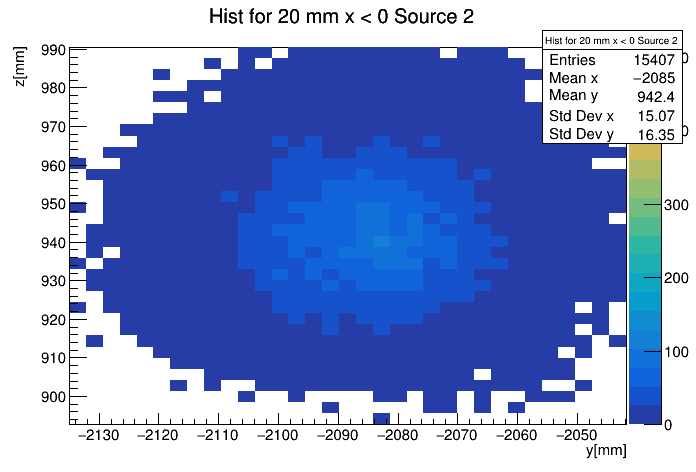 Hist for 20 mm x < 0 Source 2
Hist for 20 mm x < 0 Source 2
Entries 15407
Mean x −2085
Mean y 942.4
Std Dev x 15.07
Std Dev y 16.35
z[mm]
990
980
970
960
950
940
930
920
910
900
−2130 −2120 −2110 −2100 −2090 −2080 −2070 −2060 −2050
y[mm]
300
200
100
0